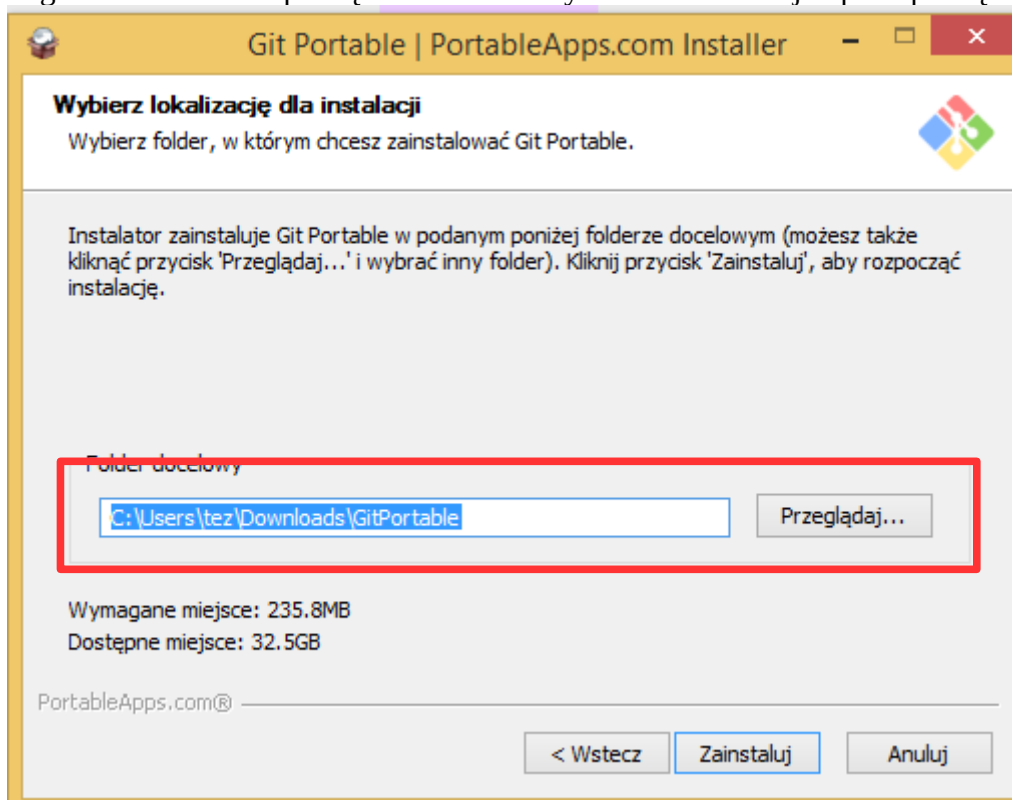 Git Portable | PortableApps.com Installer
Wybierz lokalizację dla instalacji
Wybierz folder, w którym chcesz zainstalować Git Portable.
Instalator zainstaluje Git Portable w podanym poniżej folderze docelowym (możesz także
kliknąć przycisk 'Przeglądaj...' i wybrać inny folder). Kliknij przycisk 'Zainstaluj', aby rozpocząć
instalację.
Folder docelowy
C:\Users\tez\Downloads\GitPortable
Przeglądaj...
Wymagane miejsce: 235.8MB
Dostępne miejsce: 32.5GB
PortableApps.com®
< Wstecz Zainstaluj Anuluj